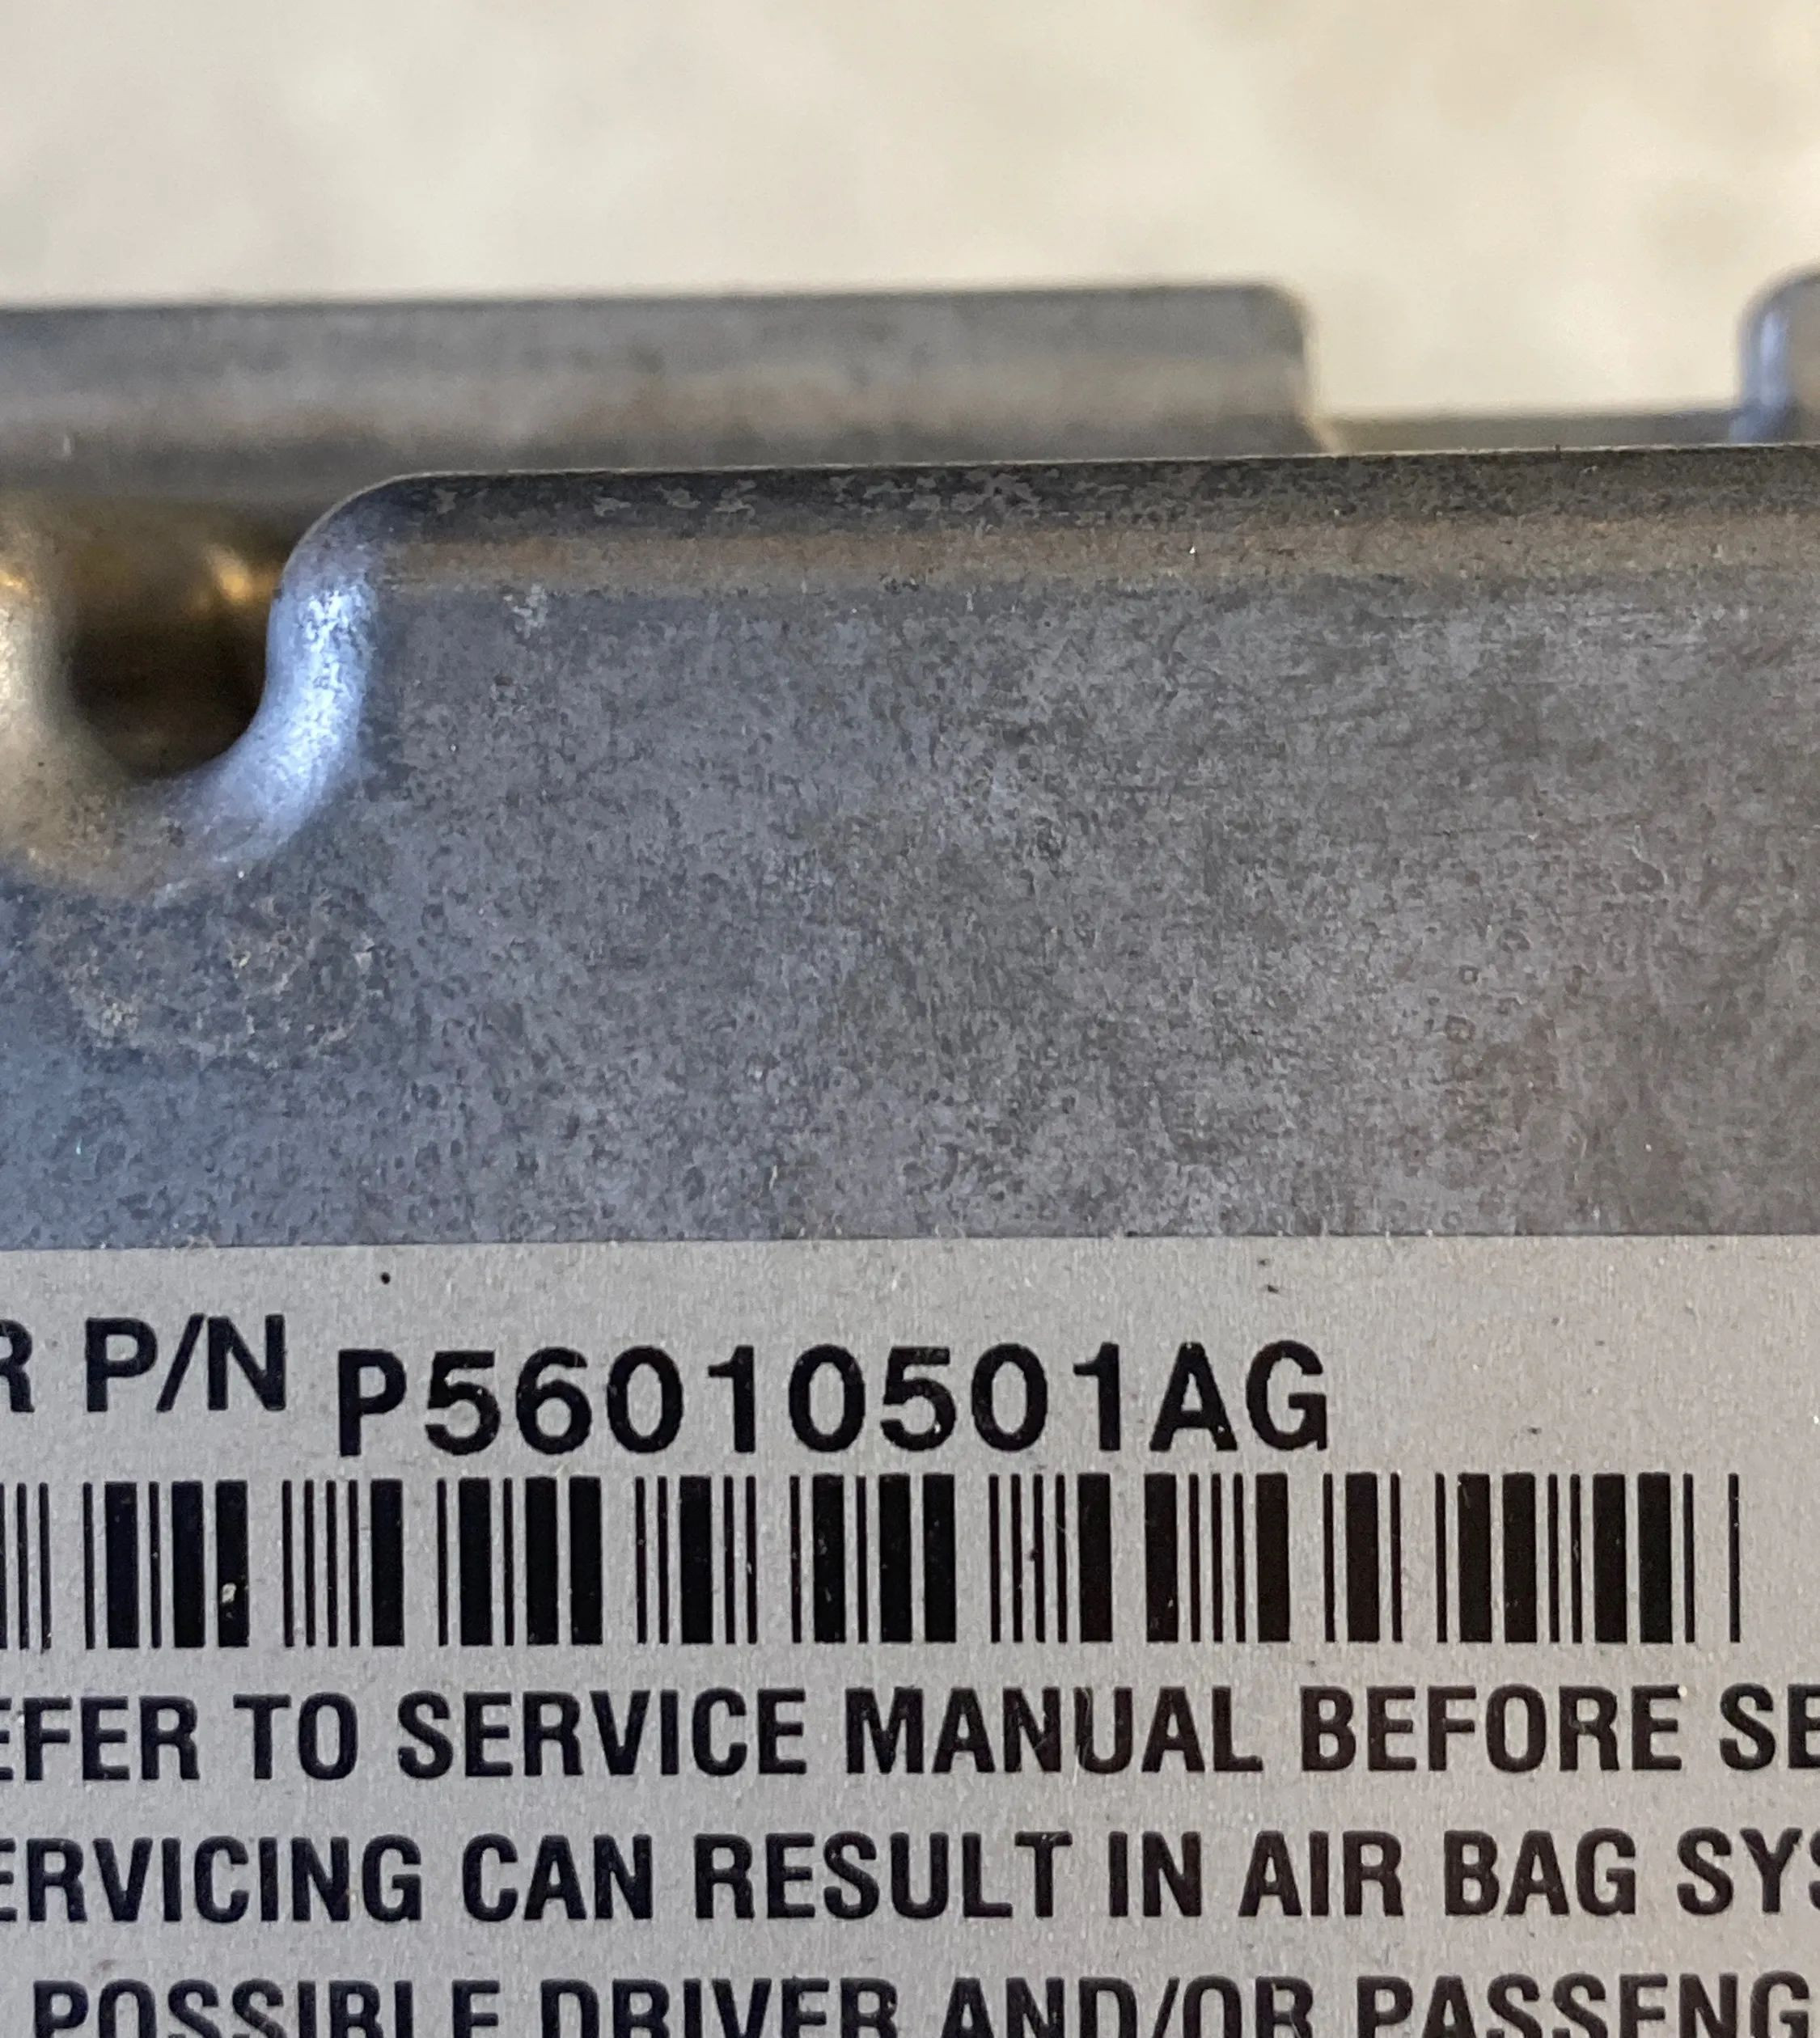 R P/N P56010501AG
EFER TO SERVICE MANUAL BEFORE SE
ERVICING CAN RESULT IN AIR BAG SYS
POSSIBLE DRIVER AND/OR PASSENG